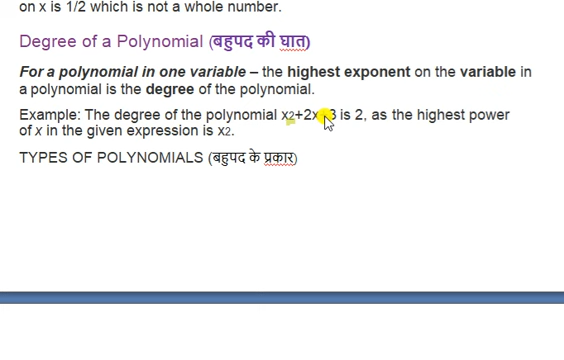 on x is 1/2 which is not a whole number.
Degree of a Polynomial (बहुपद की घात)
For a polynomial in one variable – the highest exponent on the variable in
a polynomial is the degree of the polynomial.
Example: The degree of the polynomial x2+2x 3 is 2, as the highest power
of x in the given expression is x2.
TYPES OF POLYNOMIALS (बहुपद के प्रकार)